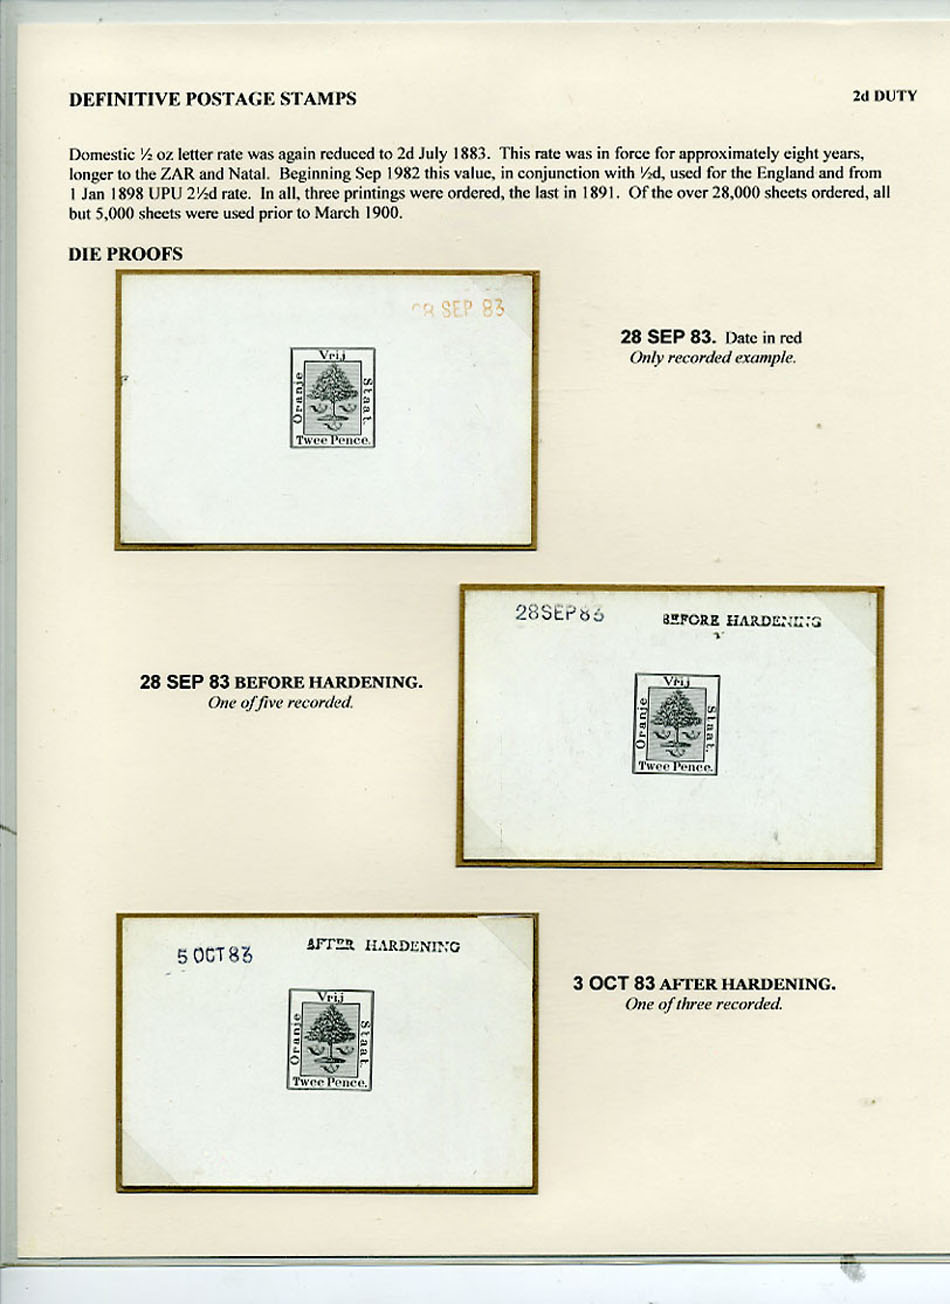 DEFINITIVE POSTAGE STAMPS
2d DUTY
Domestic ½ oz letter rate was again reduced to 2d July 1883. This rate was in force for approximately eight years,
longer to the ZAR and Natal. Beginning Sep 1982 this value, in conjunction with ½d, used for the England and from
1 Jan 1898 UPU 2½d rate. In all, three printings were ordered, the last in 1891. Of the over 28,000 sheets ordered, all
but 5,000 sheets were used prior to March 1900.
DIE PROOFS
28 SEP 83
Vrij
Oranje
Staat.
Twee Pence.
28 SEP 83. Date in red
Only recorded example.
28SEP83
BEFORE HARDENING
Vrij
Oranje
Staat.
Twee Pence.
28 SEP 83 BEFORE HARDENING.
One of five recorded.
5 OCT 83
AFTER HARDENING
Vrij
Oranje
Staat.
Twee Pence.
3 OCT 83 AFTER HARDENING.
One of three recorded.